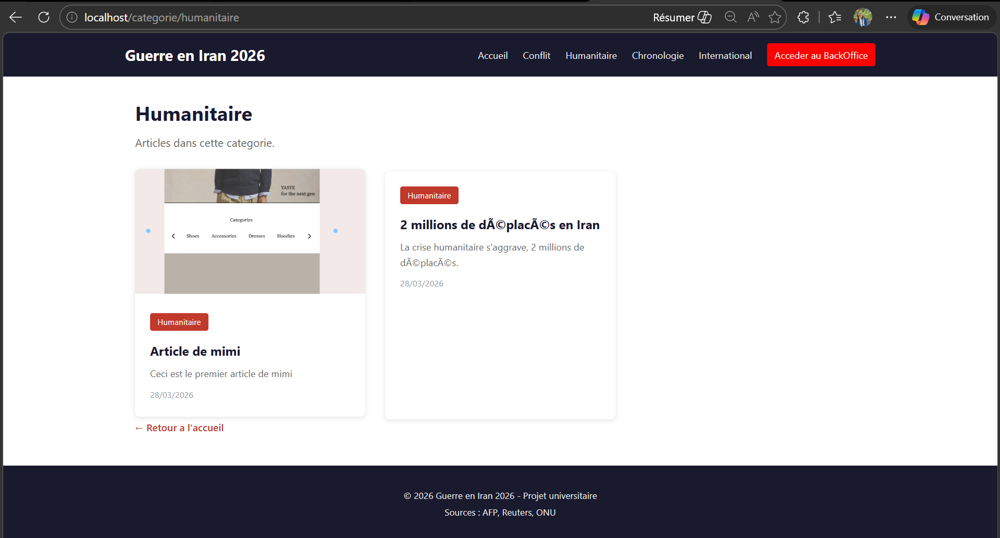 localhost/categorie/humanitaire
Résumer
Conversation
Guerre en Iran 2026
Accueil
Conflit
Humanitaire
Chronologie
International
Acceder au BackOffice
Humanitaire
Articles dans cette categorie.
TASTE
for the next gen
Categories
Shoes
Accessories
Dresses
Hoodies
Humanitaire
Article de mimi
Ceci est le premier article de mimi
28/03/2026
Humanitaire
2 millions de dÃ©placÃ©s en Iran
La crise humanitaire s'aggrave, 2 millions de
dÃ©placÃ©s.
28/03/2026
← Retour a l'accueil
© 2026 Guerre en Iran 2026 - Projet universitaire
Sources : AFP, Reuters, ONU